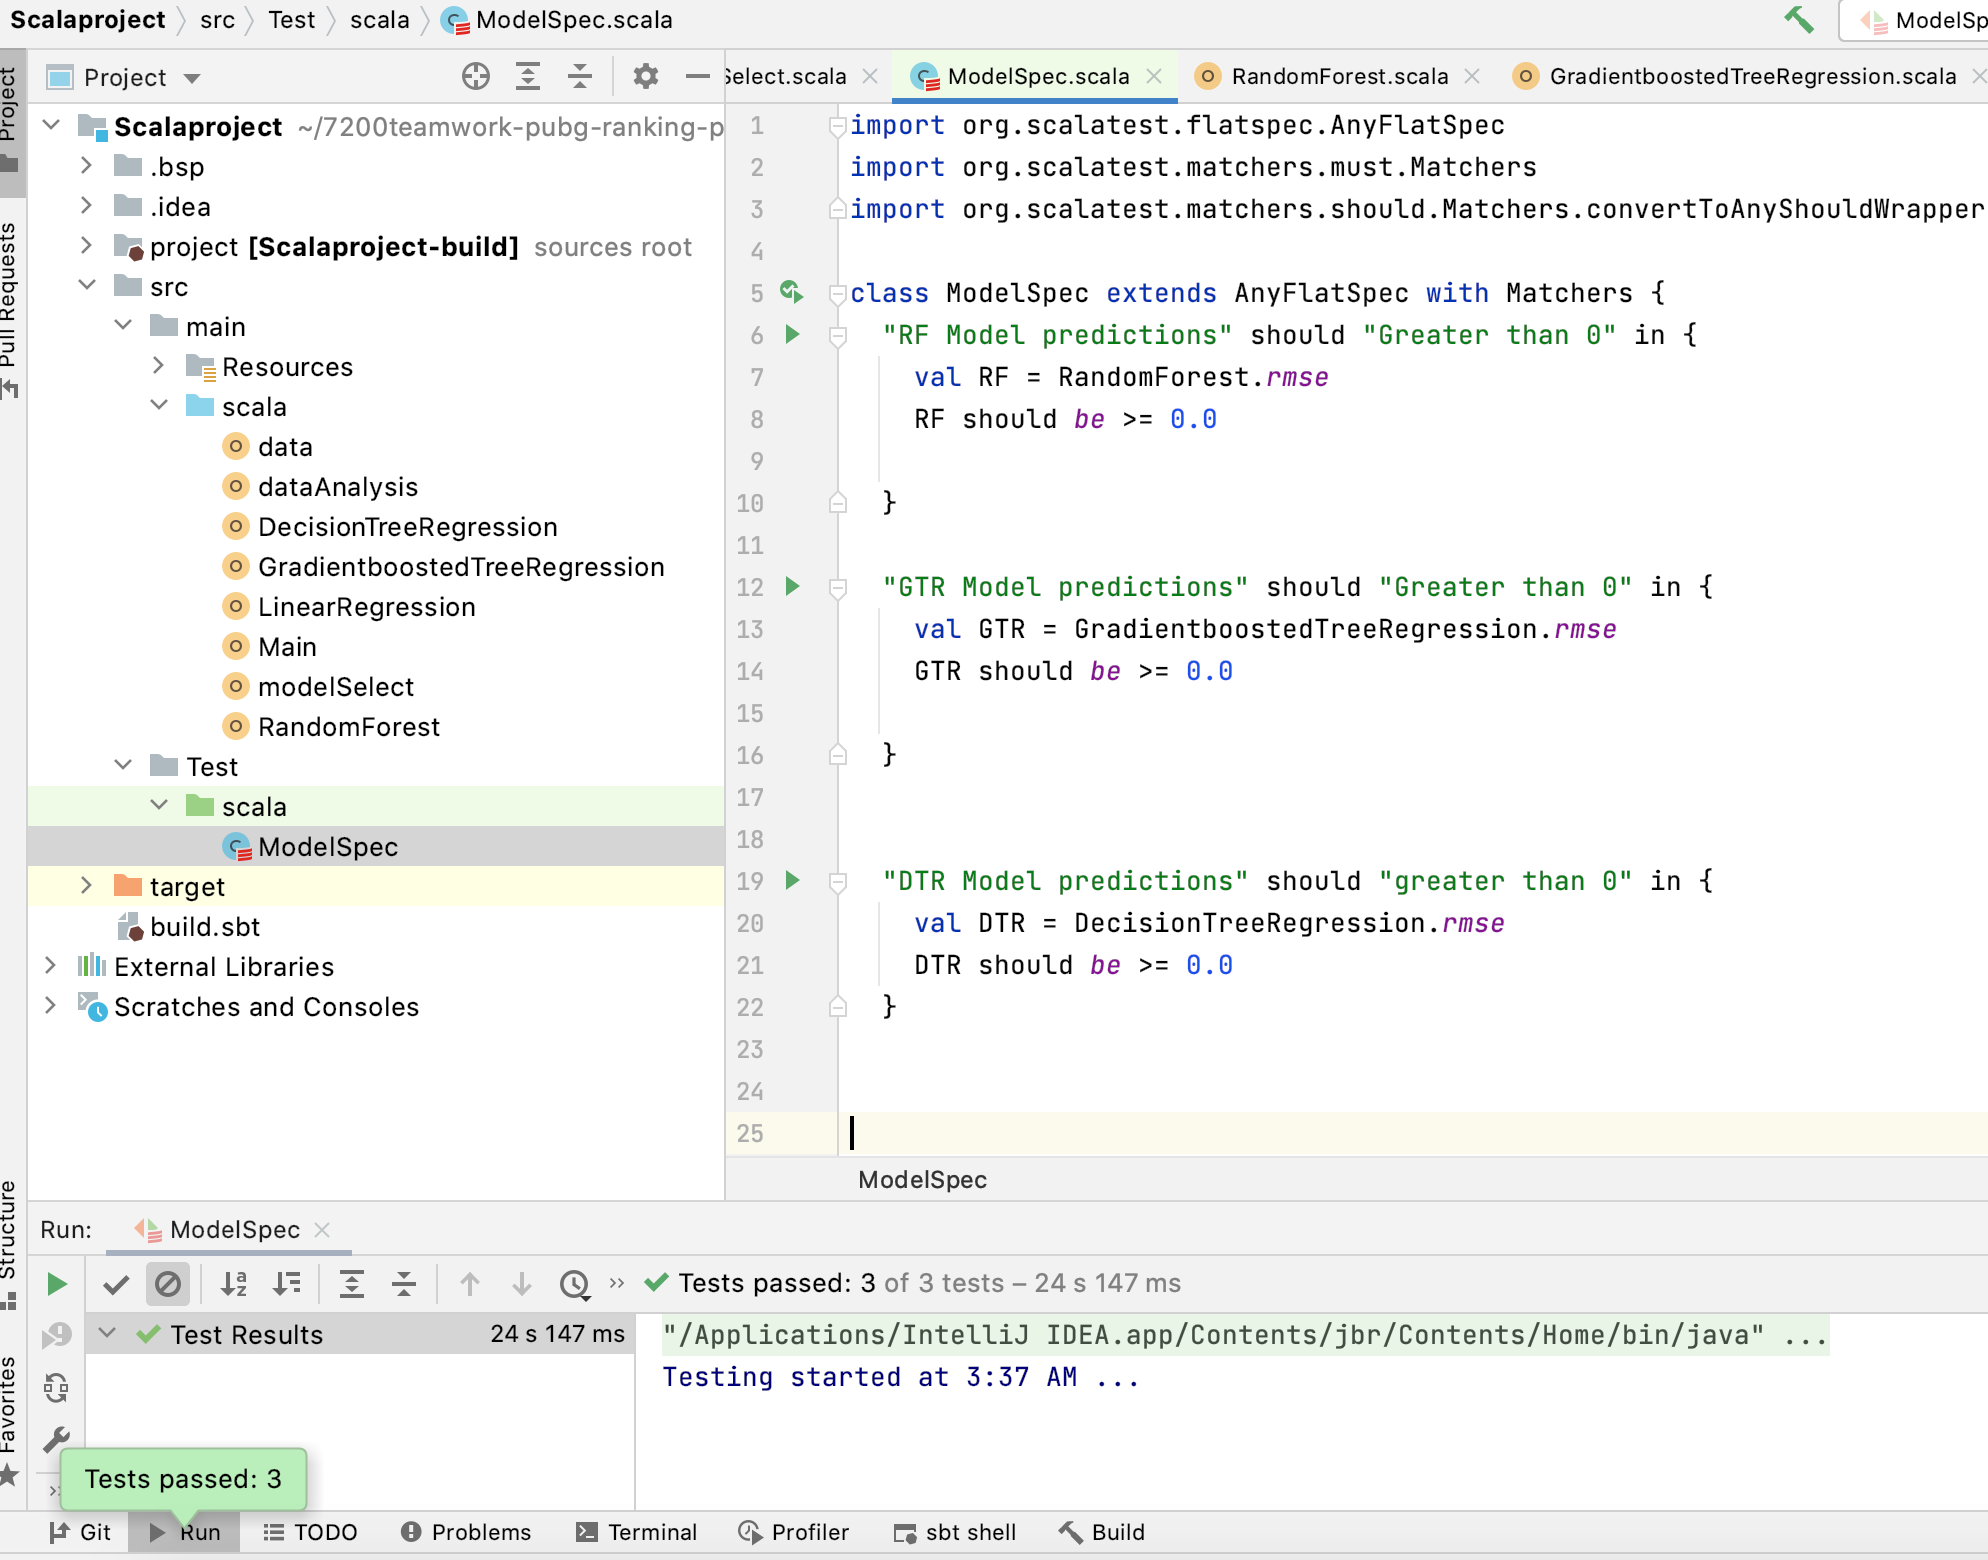 Scalaproject src Test scala ModelSpec.scala
Project
Select.scala ModelSpec.scala RandomForest.scala GradientboostedTreeRegression.scala
Project
Pull Requests
Structure
Favorites
Scalaproject ~/7200teamwork-pubg-ranking-p
.bsp
.idea
project [Scalaproject-build] sources root
src
main
Resources
scala
data
dataAnalysis
DecisionTreeRegression
GradientboostedTreeRegression
LinearRegression
Main
modelSelect
RandomForest
Test
scala
ModelSpec
target
build.sbt
External Libraries
Scratches and Consoles
1 import org.scalatest.flatspec.AnyFlatSpec
2 import org.scalatest.matchers.must.Matchers
3 import org.scalatest.matchers.should.Matchers.convertToAnyShouldWrapper
4
5 class ModelSpec extends AnyFlatSpec with Matchers {
6 "RF Model predictions" should "Greater than 0" in {
7 val RF = RandomForest.rmse
8 RF should be >= 0.0
9
10 }
11
12 "GTR Model predictions" should "Greater than 0" in {
13 val GTR = GradientboostedTreeRegression.rmse
14 GTR should be >= 0.0
15
16 }
17
18
19 "DTR Model predictions" should "greater than 0" in {
20 val DTR = DecisionTreeRegression.rmse
21 DTR should be >= 0.0
22 }
23
24
25
ModelSpec
Run: ModelSpec
Tests passed: 3 of 3 tests – 24 s 147 ms
Test Results 24 s 147 ms
"/Applications/IntelliJ IDEA.app/Contents/jbr/Contents/Home/bin/java" ...
Testing started at 3:37 AM ...
Tests passed: 3
Git Run TODO Problems Terminal Profiler sbt shell Build